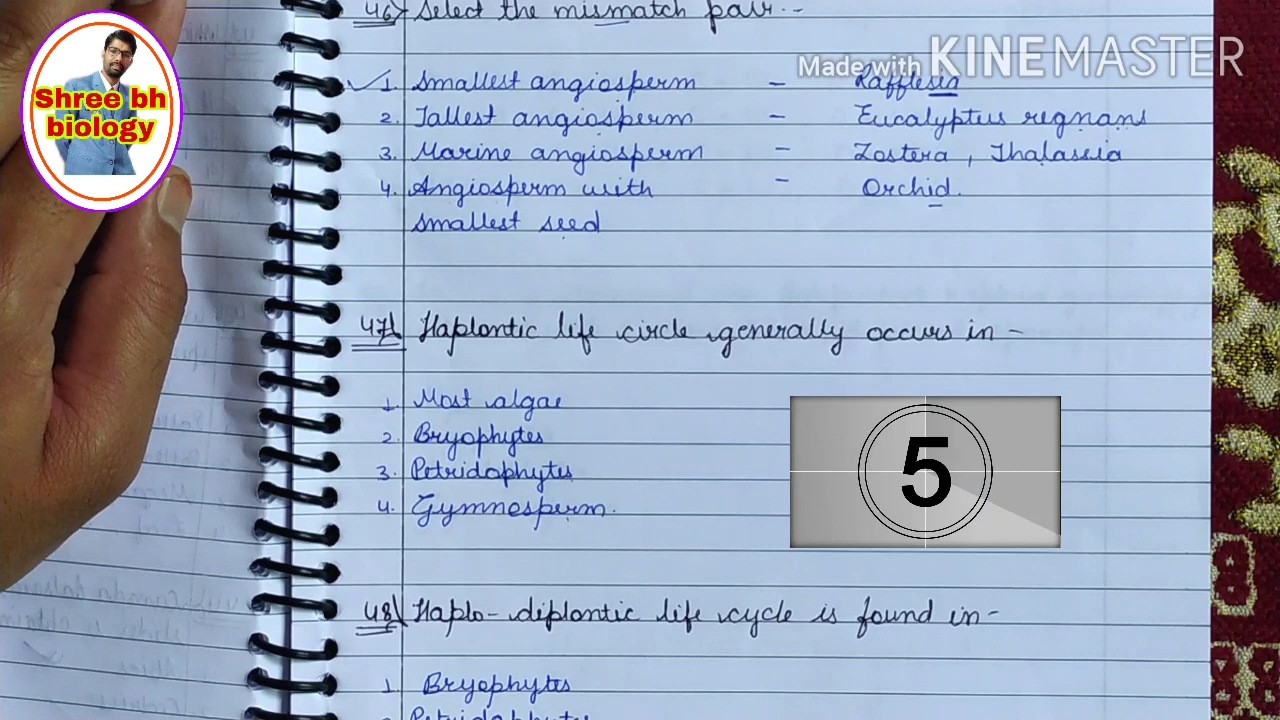 46) Select the mismatch pair :-
Made with KINEMASTER
Shree bh
biology
1. Smallest angiosperm - Rafflesia
2. Tallest angiosperm - Eucalyptus regnans
3. Marine angiosperm - Zostera , Thalassia
4. Angiosperm with - Orchid.
smallest seed
47) Haplontic life circle generally occurs in -
1. Most algae
2. Bryophytes
3. Petridophytes
4. Gymnosperm.
5
48) Haplo-diplontic life cycle is found in -
1 Bryophytes
Petridophytes